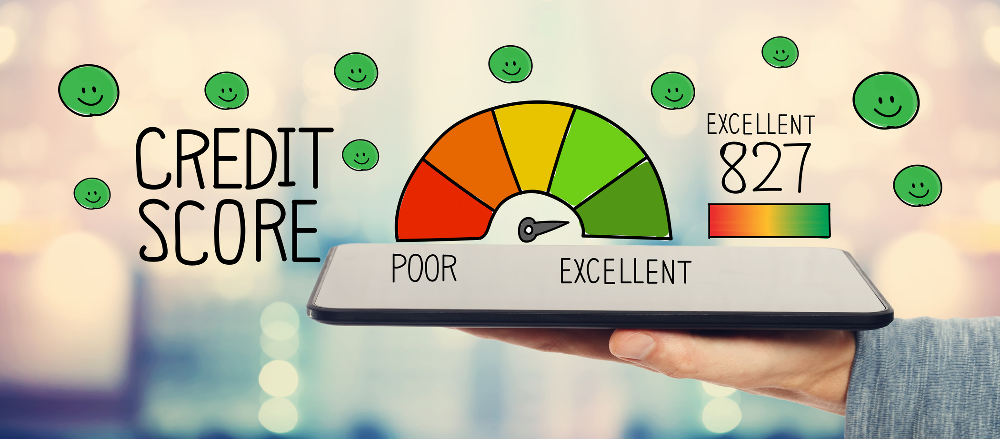 CREDIT
SCORE
POOR
EXCELLENT
EXCELLENT
827